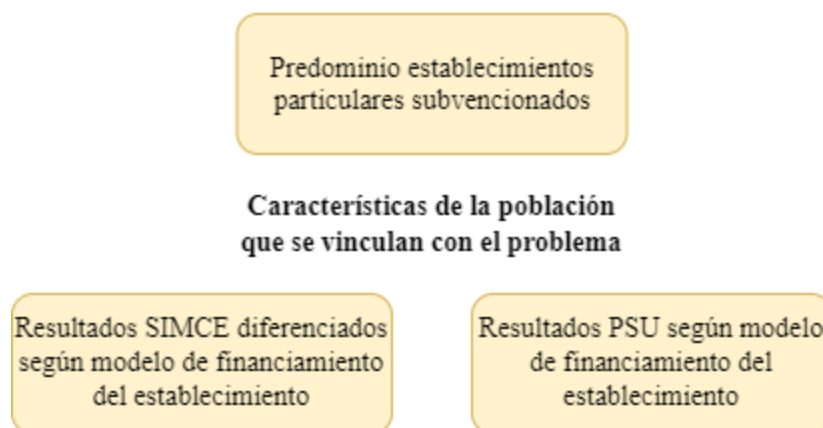 Predominio establecimientos
particulares subvencionados
Características de la población
que se vinculan con el problema
Resultados SIMCE diferenciados
según modelo de financiamiento
del establecimiento
Resultados PSU según modelo
de financiamiento del
establecimiento